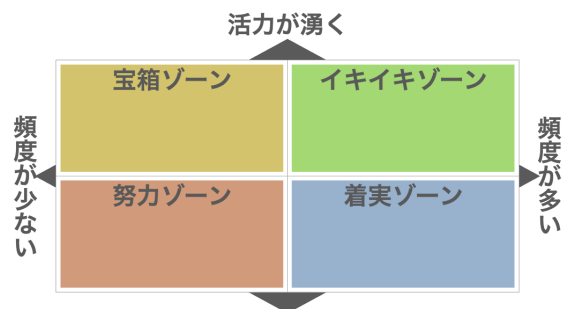 活力が湧く
宝箱ゾーン
イキイキゾーン
頻度が少ない
頻度が多い
努力ゾーン
着実ゾーン